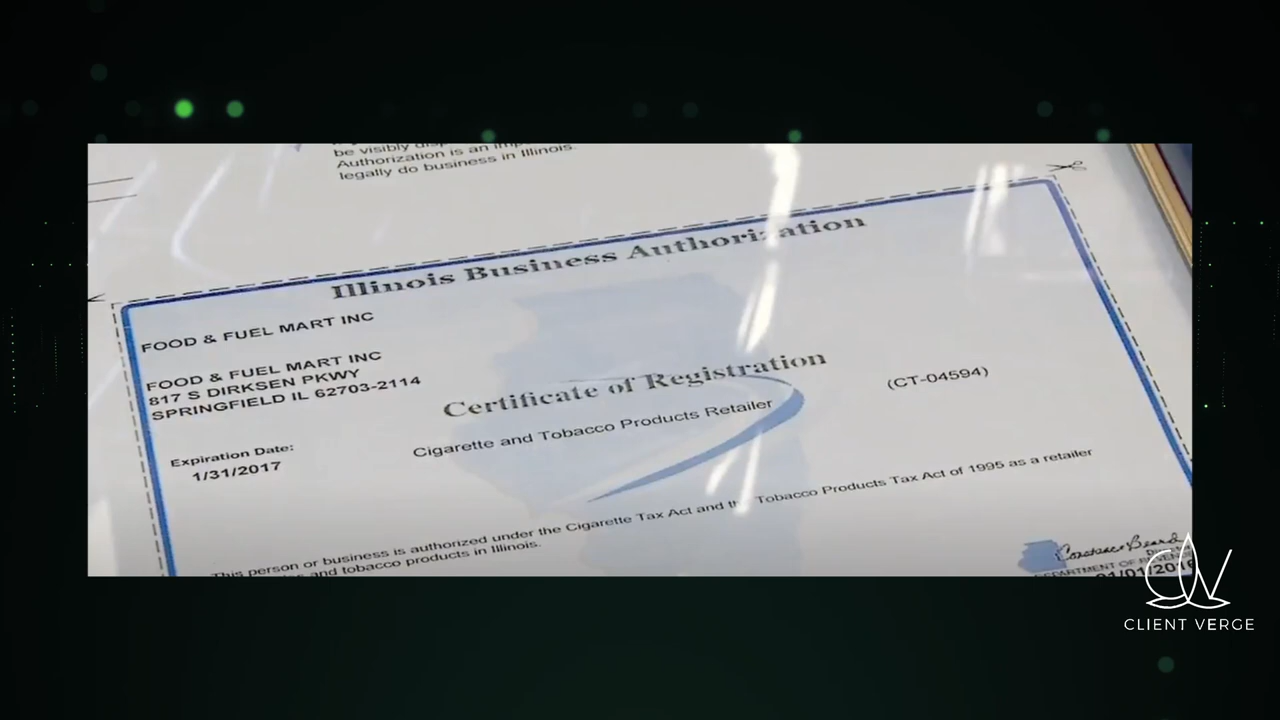 be visibly
Authorization is an
legally do business in Illinois.
Illinois Business Authorization
FOOD & FUEL MART INC
FOOD & FUEL MART INC
817 S DIRKSEN PKWY
SPRINGFIELD IL 62703-2114
Certificate of Registration
(CT-04594)
Expiration Date:
1/31/2017
Cigarette and Tobacco Products Retailer
This person or business is authorized under the Cigarette Tax Act and the Tobacco Products Tax Act of 1995 as a retailer
and tobacco products in Illinois.
DEPARTMENT OF
CLIENT VERGE